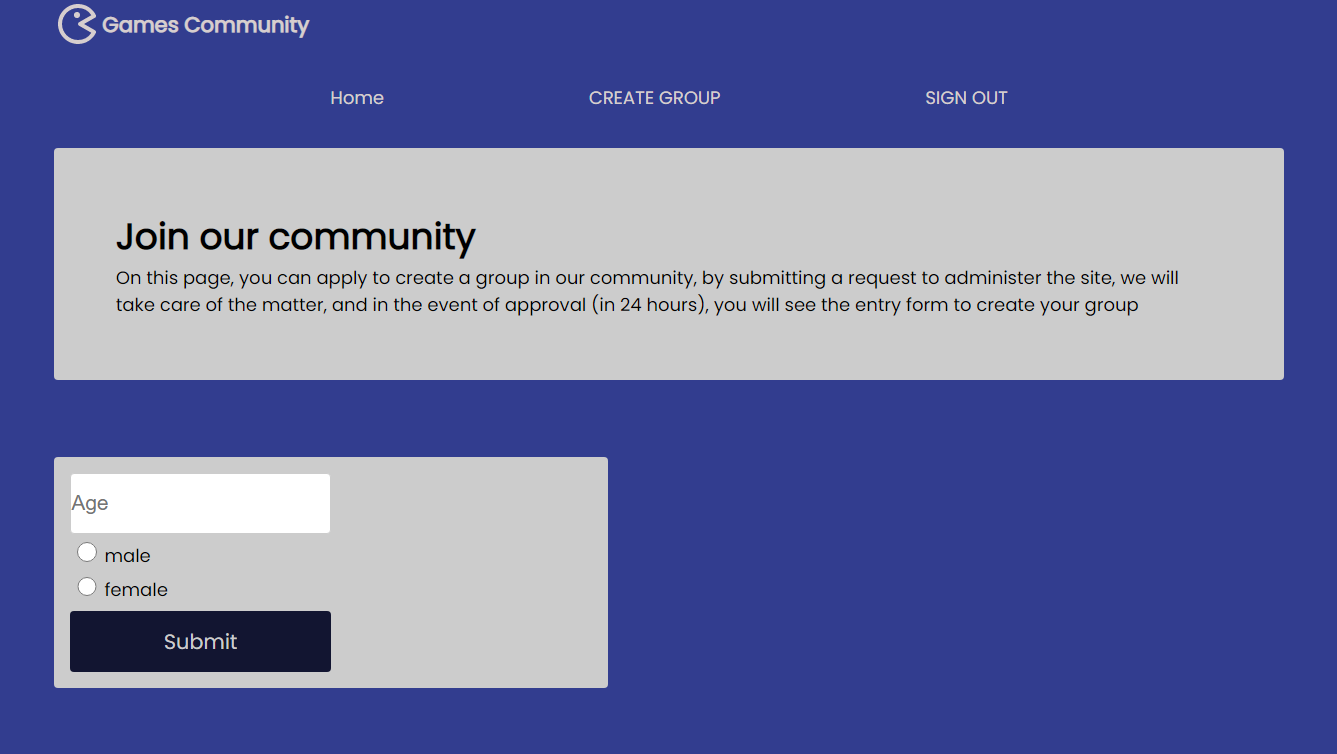 Games Community
Home CREATE GROUP SIGN OUT
Join our community
On this page, you can apply to create a group in our community, by submitting a request to administer the site, we will
take care of the matter, and in the event of approval (in 24 hours), you will see the entry form to create your group
Age
male
female
Submit